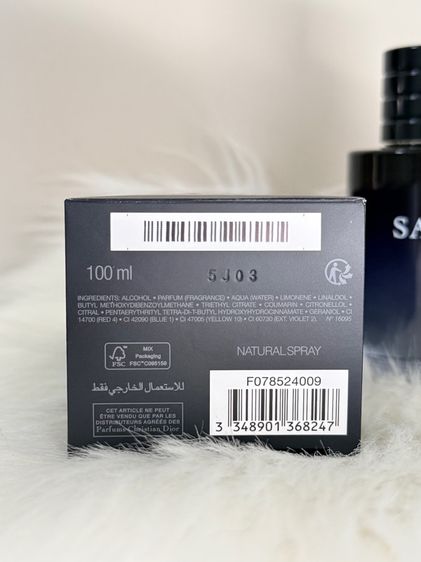 SA
100 ml
5J03
INGREDIENTS: ALCOHOL • PARFUM (FRAGRANCE) • AQUA (WATER) • LIMONENE • LINALOOL •
BUTYL METHOXYDIBENZOYLMETHANE • TRIETHYL CITRATE • COUMARIN • CITRONELLOL •
CITRAL • PENTAERYTHRITYL TETRA-DI-T-BUTYL HYDROXYHYDROCINNAMATE • GERANIOL • CI
14700 (RED 4) • CI 42090 (BLUE 1) • CI 47005 (YELLOW 10) • CI 60730 (EXT. VIOLET 2). N° 16095
FSC
MIX
Packaging
FSC® C095159
NATURAL SPRAY
للاستعمال الخارجي فقط
F078524009
CET ARTICLE NE PEUT
ÊTRE VENDU QUE PAR LES
DISTRIBUTEURS AGRÉÉS DES
Parfums Christian Dior
3 348901 368247